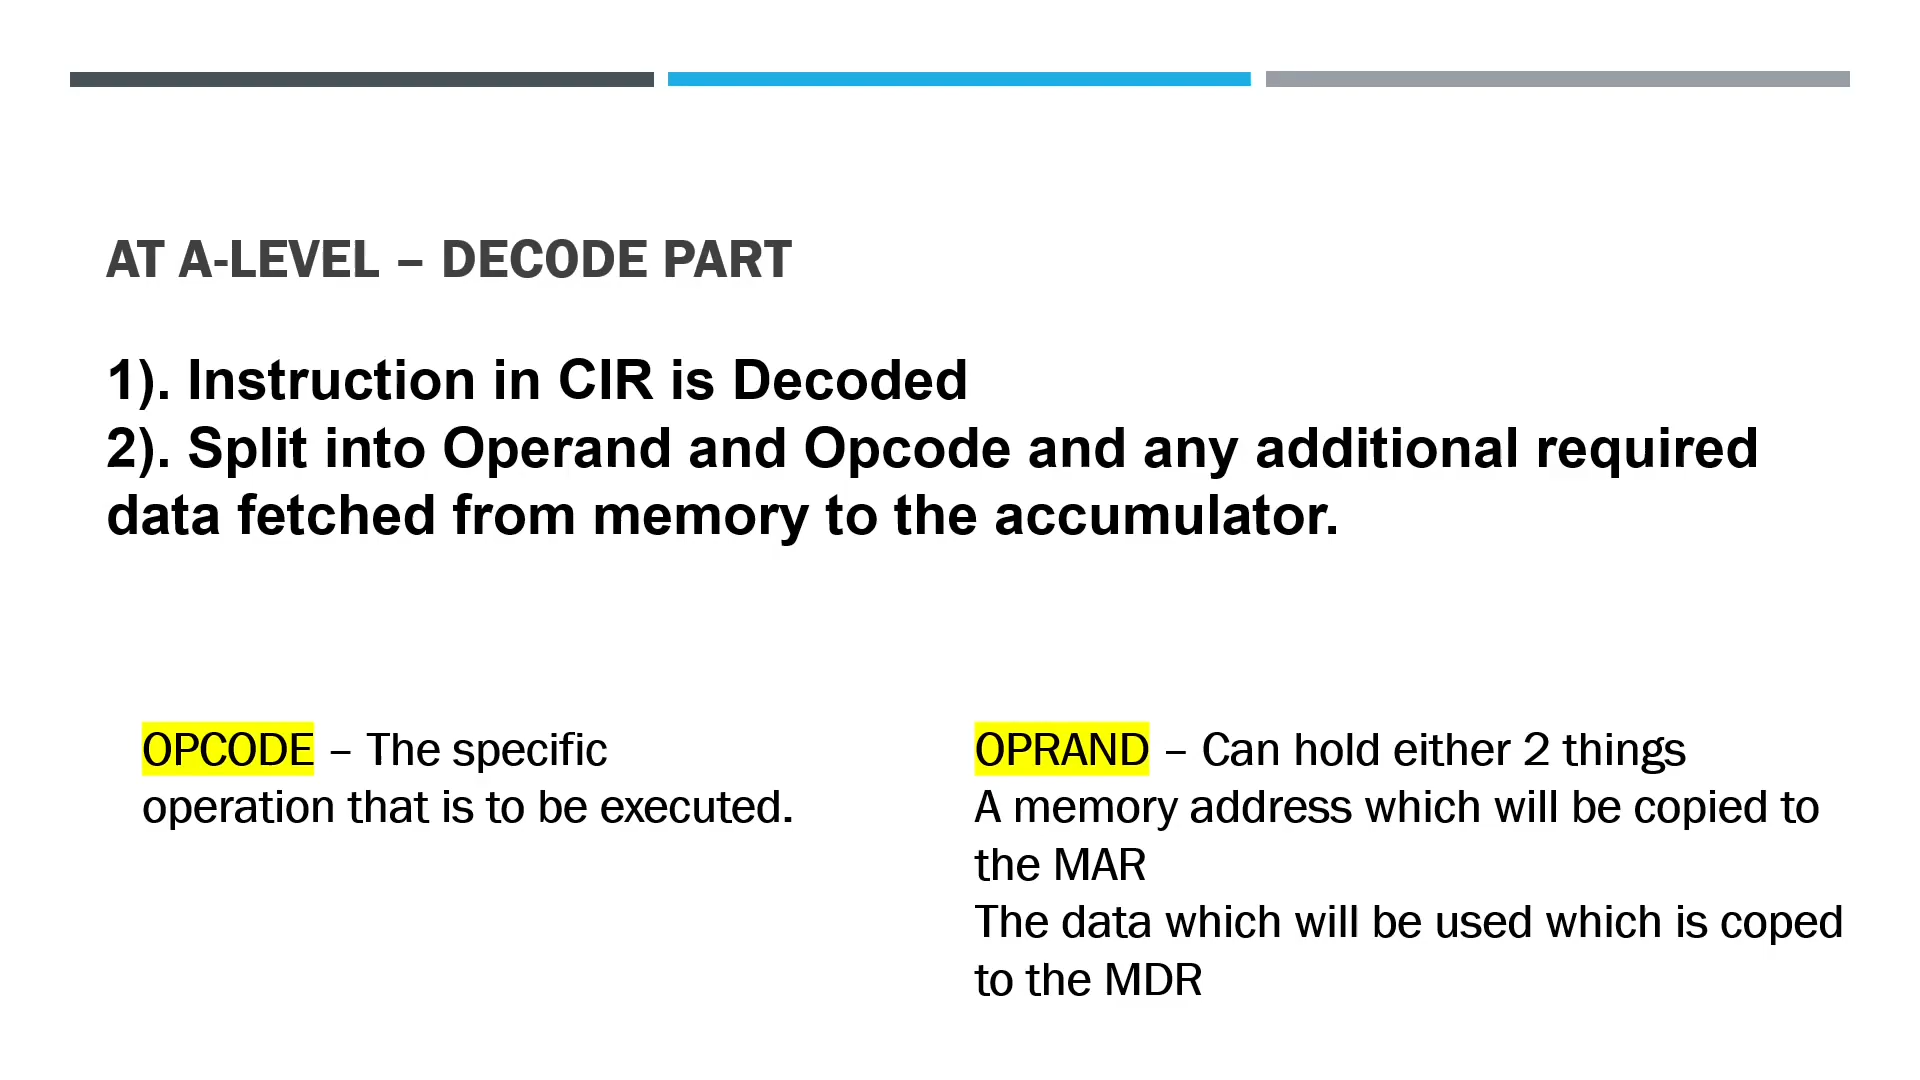 AT A-LEVEL – DECODE PART
1). Instruction in CIR is Decoded
2). Split into Operand and Opcode and any additional required
data fetched from memory to the accumulator.
OPCODE – The specific
operation that is to be executed.
OPRAND – Can hold either 2 things
A memory address which will be copied to
the MAR
The data which will be used which is coped
to the MDR